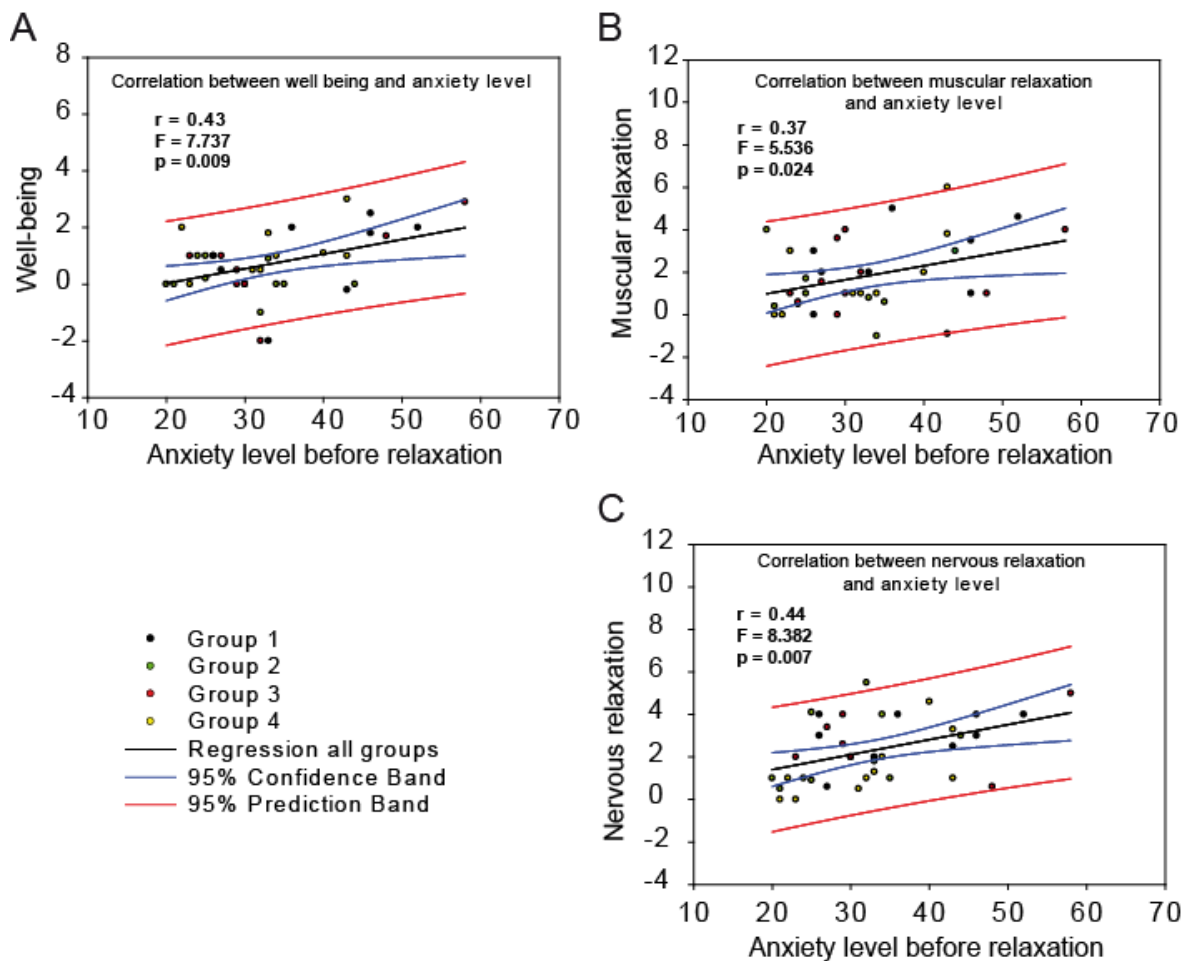 A
Correlation between well being and anxiety level
r = 0.43
F = 7.737
p = 0.009
8
6
4
2
0
-2
-4
Well-being
10 20 30 40 50 60 70
Anxiety level before relaxation
B
Correlation between muscular relaxation
and anxiety level
r = 0.37
F = 5.536
p = 0.024
12
10
8
6
4
2
0
-2
-4
Muscular relaxation
10 20 30 40 50 60 70
Anxiety level before relaxation
C
Correlation between nervous relaxation
and anxiety level
r = 0.44
F = 8.382
p = 0.007
12
10
8
6
4
2
0
-2
-4
Nervous relaxation
10 20 30 40 50 60 70
Anxiety level before relaxation
Group 1
Group 2
Group 3
Group 4
Regression all groups
95% Confidence Band
95% Prediction Band